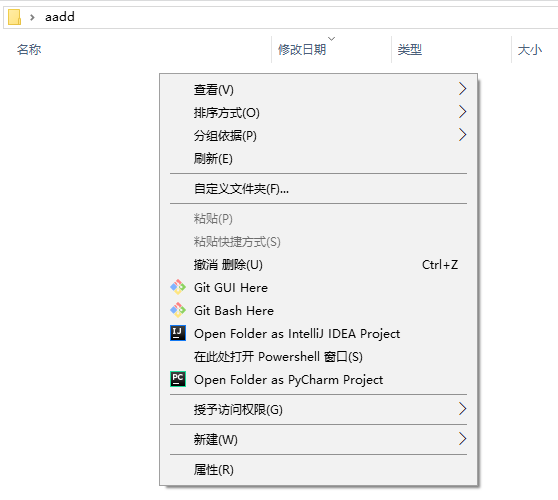 aadd
名称 修改日期 类型 大小
查看(V)
排序方式(O)
分组依据(P)
刷新(E)
自定义文件夹(F)...
粘贴(P)
粘贴快捷方式(S)
撤消 删除(U) Ctrl+Z
Git GUI Here
Git Bash Here
IJ Open Folder as IntelliJ IDEA Project
在此处打开 Powershell 窗口(S)
PC Open Folder as PyCharm Project
授予访问权限(G)
新建(W)
属性(R)